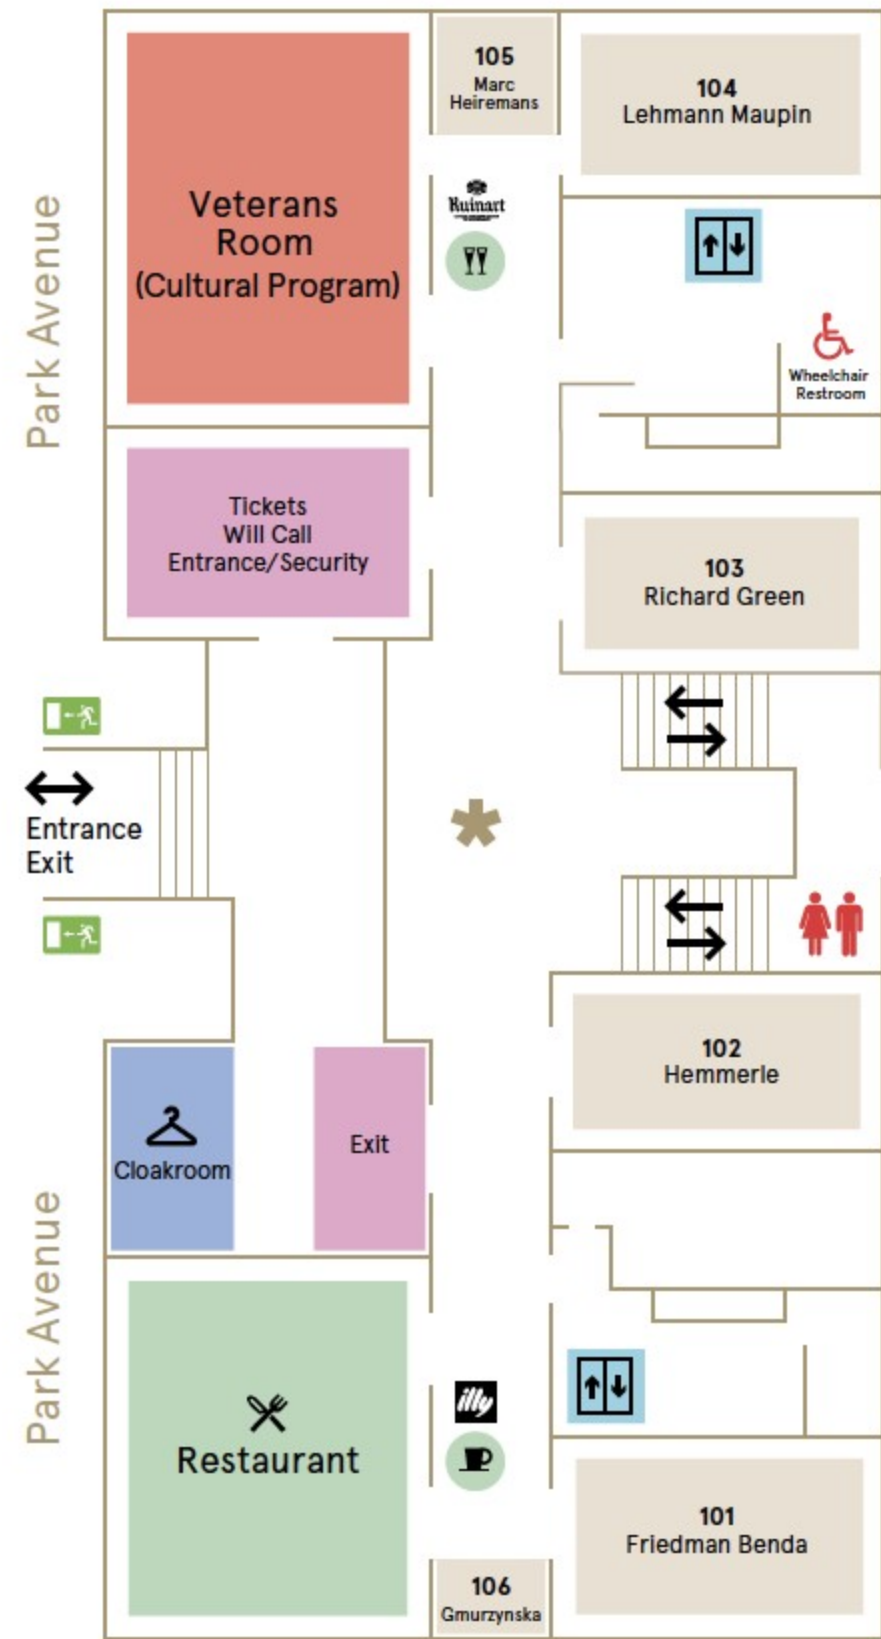 105
Marc
Heiremans
104
Lehmann Maupin
Park Avenue
Veterans
Room
(Cultural Program)
Ruinart
Wheelchair
Restroom
Tickets
Will Call
Entrance/Security
103
Richard Green
Entrance
Exit
102
Hemmerle
Cloakroom
Exit
Park Avenue
illy
Restaurant
101
Friedman Benda
106
Gmurzynska